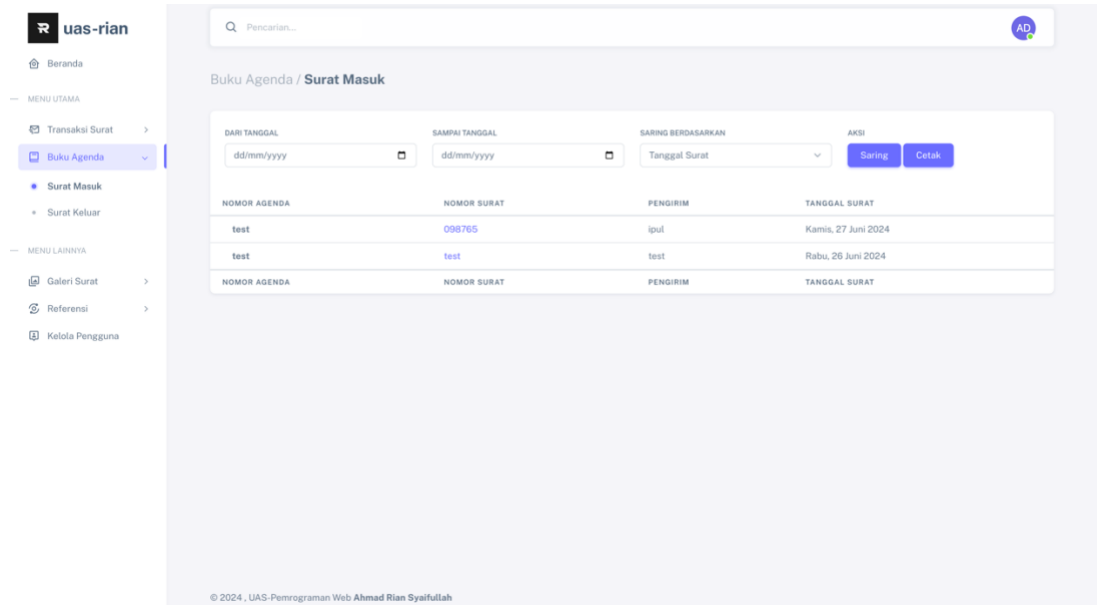 uas-rian
Beranda
MENU UTAMA
Transaksi Surat
Buku Agenda
Surat Masuk
Surat Keluar
MENU LAINNYA
Galeri Surat
Referensi
Kelola Pengguna
Pencarian...
AD
Buku Agenda / Surat Masuk
DARI TANGGAL SAMPAI TANGGAL SARING BERDASARKAN AKSI
dd/mm/yyyy dd/mm/yyyy Tanggal Surat Saring Cetak
NOMOR AGENDA NOMOR SURAT PENGIRIM TANGGAL SURAT
test 098765 ipul Kamis, 27 Juni 2024
test test test Rabu, 26 Juni 2024
NOMOR AGENDA NOMOR SURAT PENGIRIM TANGGAL SURAT
© 2024 , UAS-Pemrograman Web Ahmad Rian Syaifullah